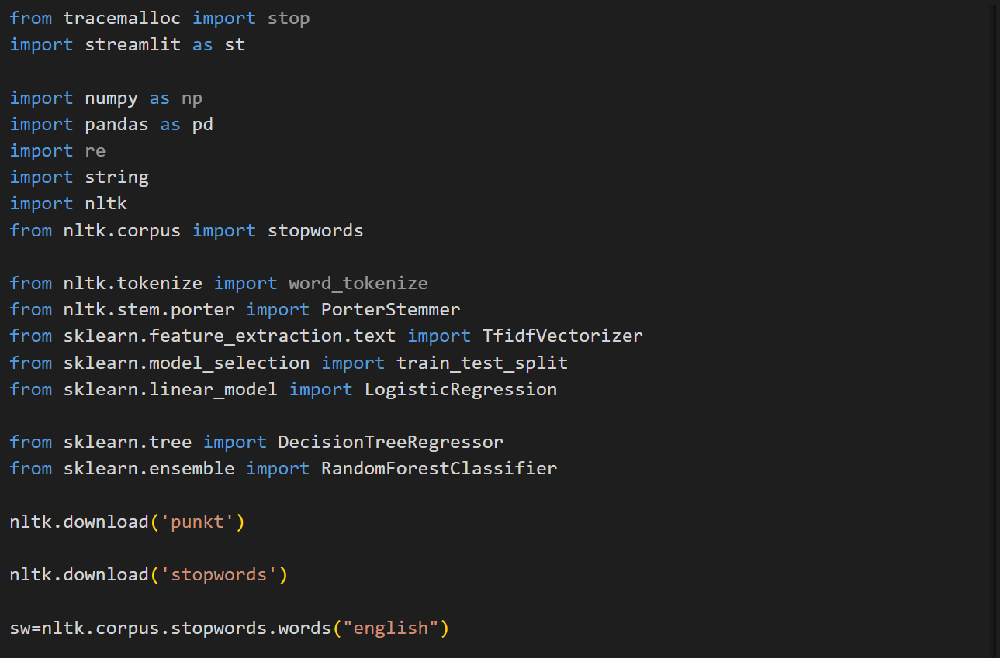 from tracemalloc import stop
import streamlit as st
import numpy as np
import pandas as pd
import re
import string
import nltk
from nltk.corpus import stopwords
from nltk.tokenize import word_tokenize
from nltk.stem.porter import PorterStemmer
from sklearn.feature_extraction.text import TfidfVectorizer
from sklearn.model_selection import train_test_split
from sklearn.linear_model import LogisticRegression
from sklearn.tree import DecisionTreeRegressor
from sklearn.ensemble import RandomForestClassifier
nltk.download('punkt')
nltk.download('stopwords')
sw=nltk.corpus.stopwords.words("english")